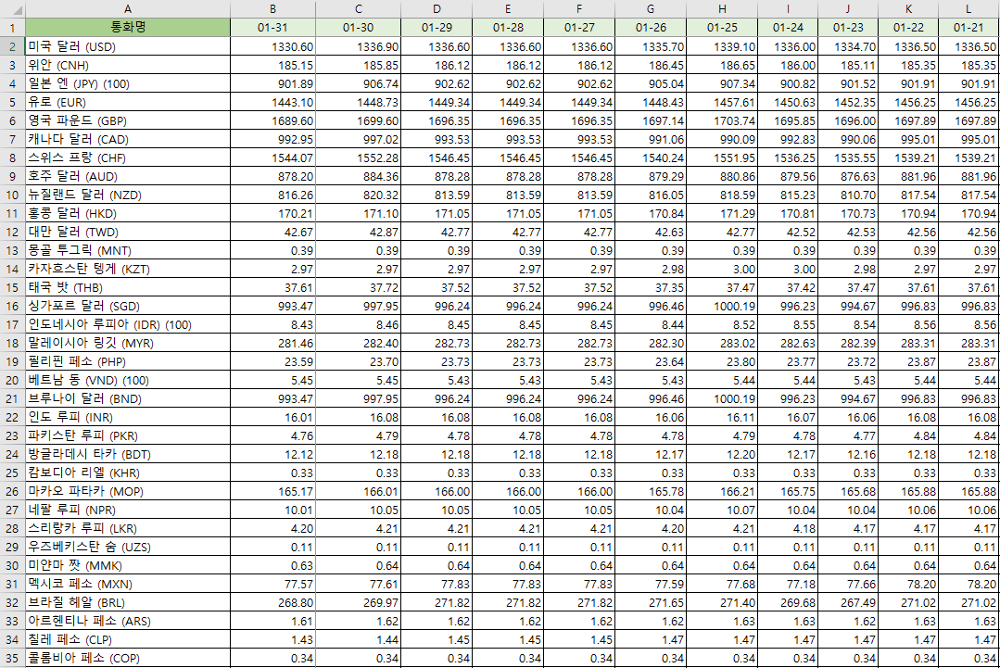 A B C D E F G H I J K L
1 통화명 01-31 01-30 01-29 01-28 01-27 01-26 01-25 01-24 01-23 01-22 01-21
2 미국 달러 (USD) 1330.60 1336.90 1336.60 1336.60 1336.60 1335.70 1339.10 1336.00 1334.70 1336.50 1336.50
3 위안 (CNH) 185.15 185.85 186.12 186.12 186.12 186.45 186.65 186.00 185.11 185.35 185.35
4 일본 엔 (JPY) (100) 901.89 906.74 902.62 902.62 902.62 905.04 907.34 900.82 901.52 901.91 901.91
5 유로 (EUR) 1443.10 1448.73 1449.34 1449.34 1449.34 1448.43 1457.61 1450.63 1452.35 1456.25 1456.25
6 영국 파운드 (GBP) 1689.60 1699.60 1696.35 1696.35 1696.35 1697.14 1703.74 1695.85 1696.00 1697.89 1697.89
7 캐나다 달러 (CAD) 992.95 997.02 993.53 993.53 993.53 991.06 990.09 992.83 990.06 995.01 995.01
8 스위스 프랑 (CHF) 1544.07 1552.28 1546.45 1546.45 1546.45 1540.24 1551.95 1536.25 1535.55 1539.21 1539.21
9 호주 달러 (AUD) 878.20 884.36 878.28 878.28 878.28 879.29 880.86 879.56 876.63 881.96 881.96
10 뉴질랜드 달러 (NZD) 816.26 820.32 813.59 813.59 813.59 816.05 818.59 815.23 810.70 817.54 817.54
11 홍콩 달러 (HKD) 170.21 171.10 171.05 171.05 171.05 170.84 171.29 170.81 170.73 170.94 170.94
12 대만 달러 (TWD) 42.67 42.87 42.77 42.77 42.77 42.63 42.77 42.52 42.53 42.56 42.56
13 몽골 투그릭 (MNT) 0.39 0.39 0.39 0.39 0.39 0.39 0.39 0.39 0.39 0.39 0.39
14 카자흐스탄 텡게 (KZT) 2.97 2.97 2.97 2.97 2.97 2.98 3.00 3.00 2.98 2.97 2.97
15 태국 밧 (THB) 37.61 37.72 37.52 37.52 37.52 37.35 37.47 37.42 37.47 37.61 37.61
16 싱가포르 달러 (SGD) 993.47 997.95 996.24 996.24 996.24 996.46 1000.19 996.23 994.67 996.83 996.83
17 인도네시아 루피아 (IDR) (100) 8.43 8.46 8.45 8.45 8.45 8.44 8.52 8.55 8.54 8.56 8.56
18 말레이시아 링깃 (MYR) 281.46 282.40 282.73 282.73 282.73 282.30 283.02 282.63 282.39 283.31 283.31
19 필리핀 페소 (PHP) 23.59 23.70 23.73 23.73 23.73 23.64 23.80 23.77 23.72 23.87 23.87
20 베트남 동 (VND) (100) 5.45 5.45 5.43 5.43 5.43 5.43 5.44 5.44 5.43 5.44 5.44
21 브루나이 달러 (BND) 993.47 997.95 996.24 996.24 996.24 996.46 1000.19 996.23 994.67 996.83 996.83
22 인도 루피 (INR) 16.01 16.08 16.08 16.08 16.08 16.06 16.11 16.07 16.06 16.08 16.08
23 파키스탄 루피 (PKR) 4.76 4.79 4.78 4.78 4.78 4.78 4.79 4.78 4.77 4.84 4.84
24 방글라데시 타카 (BDT) 12.12 12.18 12.18 12.18 12.18 12.17 12.20 12.17 12.16 12.18 12.18
25 캄보디아 리엘 (KHR) 0.33 0.33 0.33 0.33 0.33 0.33 0.33 0.33 0.33 0.33 0.33
26 마카오 파타카 (MOP) 165.17 166.01 166.00 166.00 166.00 165.78 166.21 165.75 165.68 165.88 165.88
27 네팔 루피 (NPR) 10.01 10.05 10.05 10.05 10.05 10.04 10.07 10.04 10.04 10.06 10.06
28 스리랑카 루피 (LKR) 4.20 4.21 4.21 4.21 4.21 4.20 4.21 4.18 4.17 4.17 4.17
29 우즈베키스탄 숨 (UZS) 0.11 0.11 0.11 0.11 0.11 0.11 0.11 0.11 0.11 0.11 0.11
30 미얀마 짯 (MMK) 0.63 0.64 0.64 0.64 0.64 0.64 0.64 0.64 0.64 0.64 0.64
31 멕시코 페소 (MXN) 77.57 77.61 77.83 77.83 77.83 77.59 77.68 77.18 77.66 78.20 78.20
32 브라질 헤알 (BRL) 268.80 269.97 271.82 271.82 271.82 271.65 271.40 269.68 267.49 271.02 271.02
33 아르헨티나 페소 (ARS) 1.61 1.62 1.62 1.62 1.62 1.62 1.63 1.63 1.62 1.63 1.63
34 칠레 페소 (CLP) 1.43 1.44 1.45 1.45 1.45 1.47 1.47 1.47 1.47 1.47 1.47
35 콜롬비아 페소 (COP) 0.34 0.34 0.34 0.34 0.34 0.34 0.34 0.34 0.34 0.34 0.34